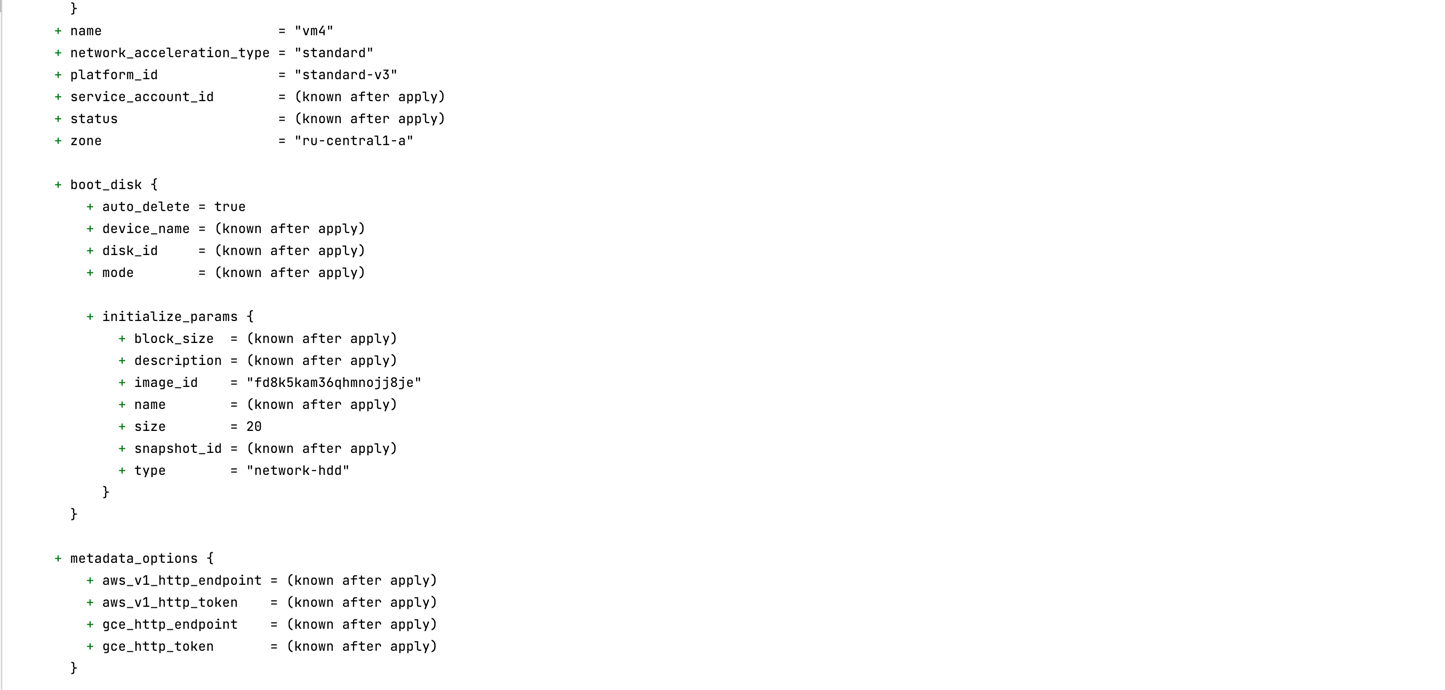 }
+ name                      = "vm4"
+ network_acceleration_type = "standard"
+ platform_id               = "standard-v3"
+ service_account_id        = (known after apply)
+ status                    = (known after apply)
+ zone                      = "ru-central1-a"
+ boot_disk {
+ auto_delete = true
+ device_name = (known after apply)
+ disk_id     = (known after apply)
+ mode        = (known after apply)
+ initialize_params {
+ block_size  = (known after apply)
+ description = (known after apply)
+ image_id    = "fd8k5kam36qhmnojj8je"
+ name        = (known after apply)
+ size        = 20
+ snapshot_id = (known after apply)
+ type        = "network-hdd"
}
}
+ metadata_options {
+ aws_v1_http_endpoint = (known after apply)
+ aws_v1_http_token    = (known after apply)
+ gce_http_endpoint    = (known after apply)
+ gce_http_token       = (known after apply)
}